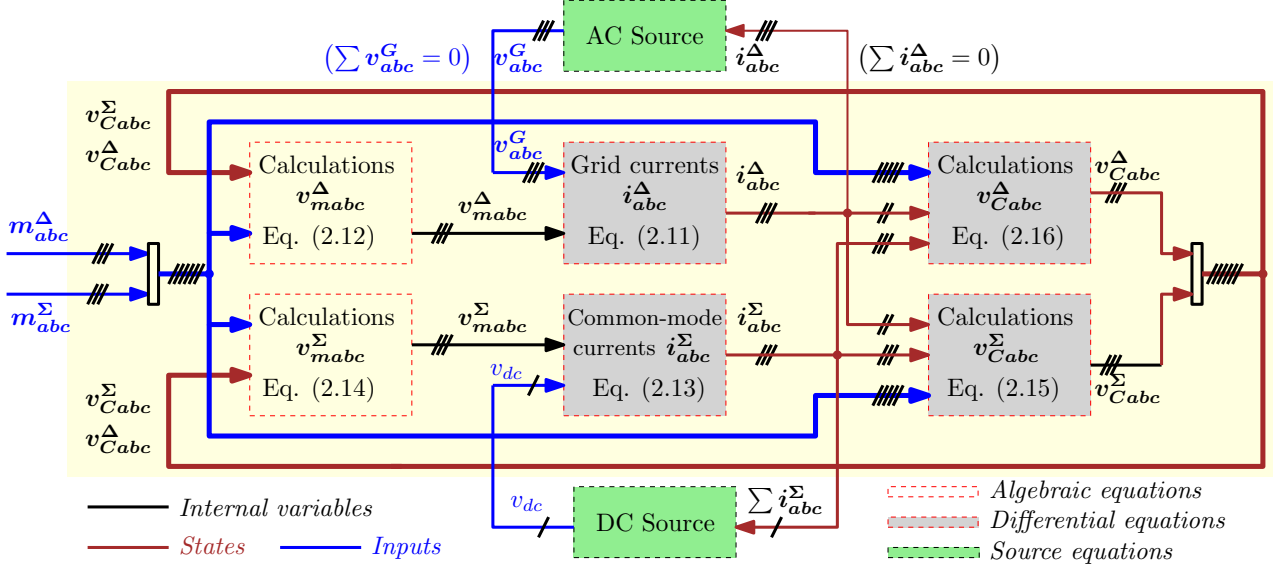 AC Source
(∑ v^G_abc = 0)
v^G_abc
i^Δ_abc
(∑ i^Δ_abc = 0)
v^Σ_Cabc
v^Δ_Cabc
Calculations
v^Δ_mabc
Eq. (2.12)
v^Δ_mabc
v^G_abc
Grid currents
i^Δ_abc
Eq. (2.11)
i^Δ_abc
Calculations
v^Δ_Cabc
Eq. (2.16)
v^Δ_Cabc
m^Δ_abc
m^Σ_abc
Calculations
v^Σ_mabc
Eq. (2.14)
v^Σ_mabc
v_dc
Common-mode
currents i^Σ_abc
Eq. (2.13)
i^Σ_abc
Calculations
v^Σ_Cabc
Eq. (2.15)
v^Σ_Cabc
v^Σ_Cabc
v^Δ_Cabc
v_dc
DC Source
∑ i^Σ_abc
Internal variables
States
Inputs
Algebraic equations
Differential equations
Source equations